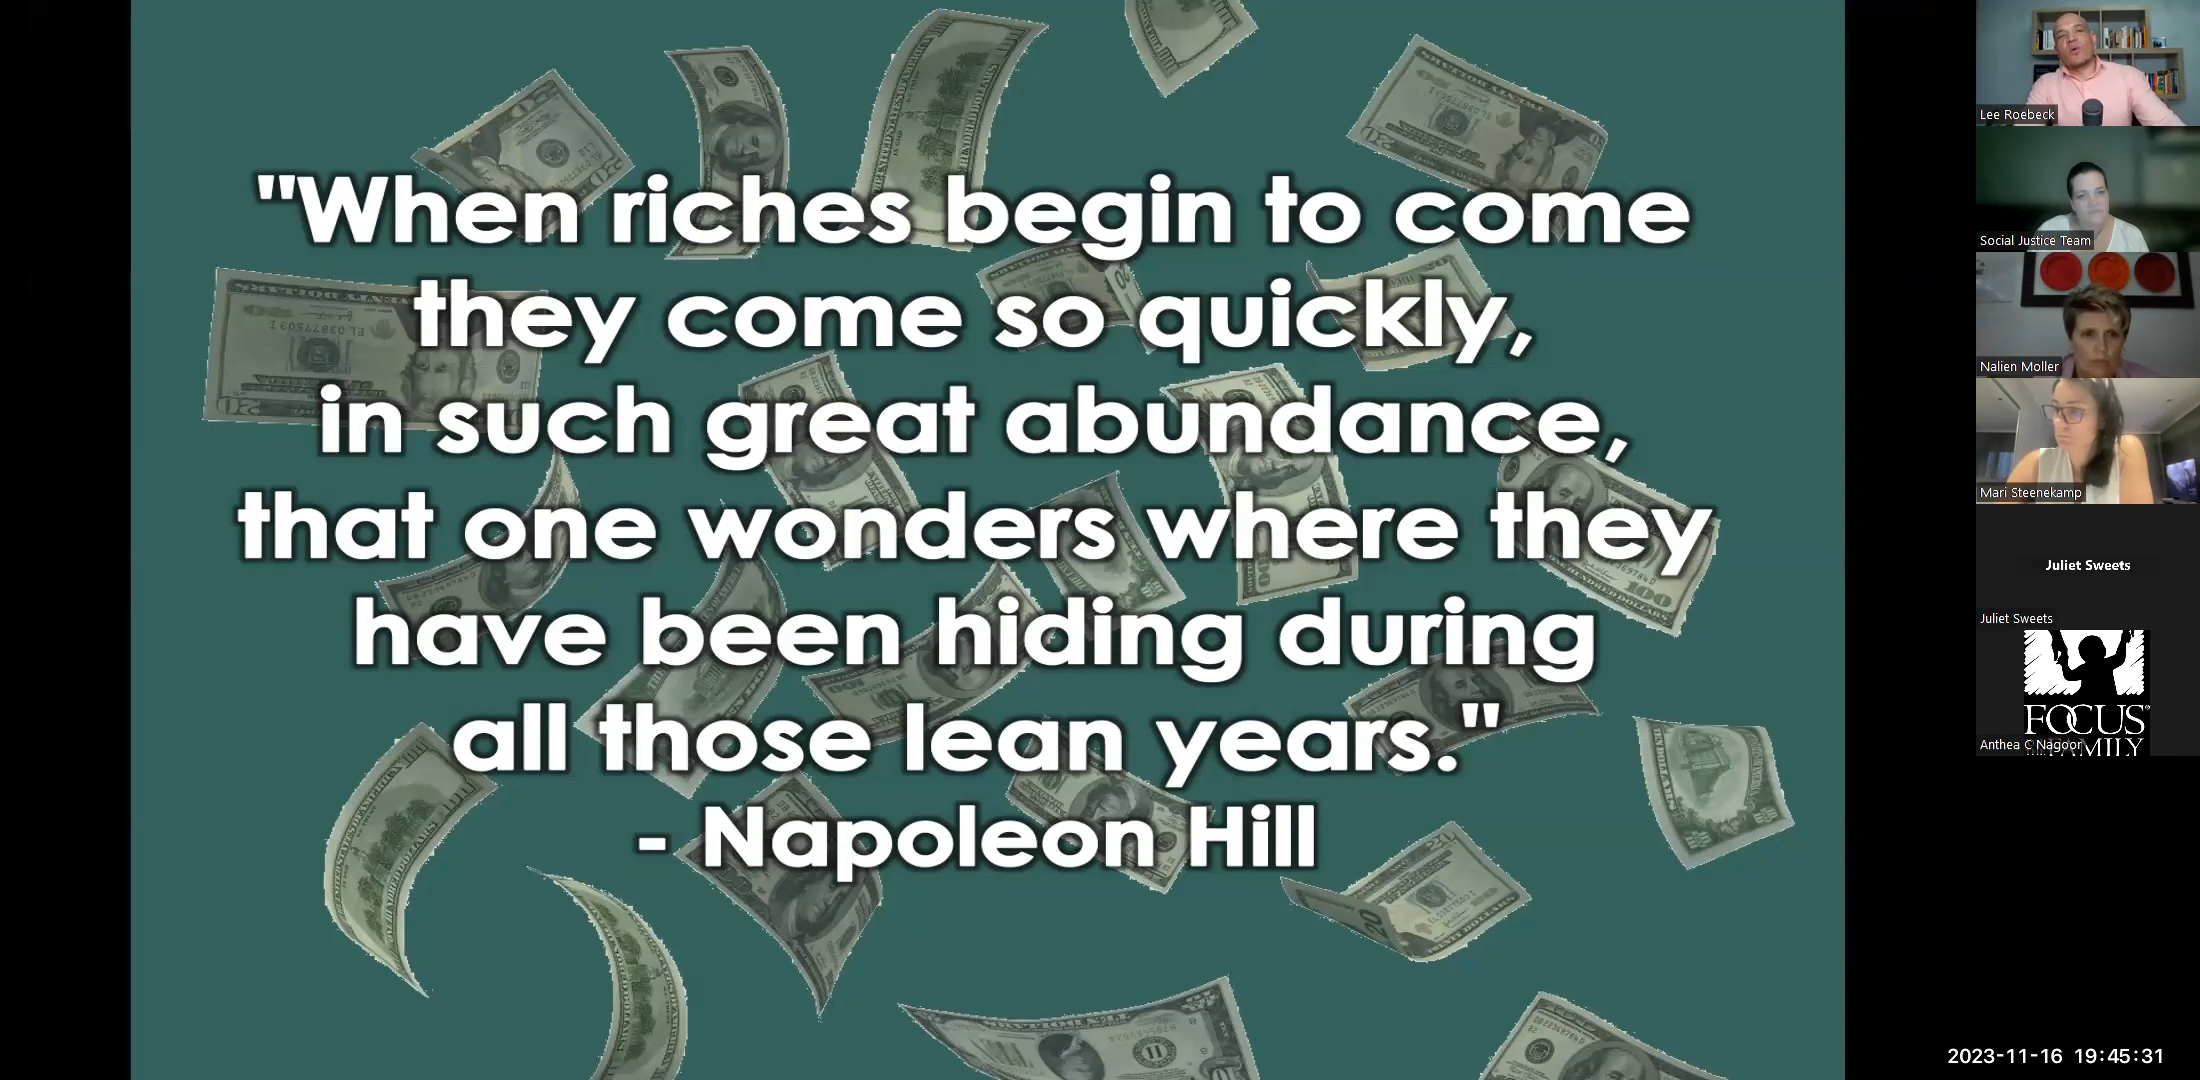 "When riches begin to come
they come so quickly,
in such great abundance,
that one wonders where they
have been hiding during
all those lean years."
- Napoleon Hill
Lee Roebeck
Social Justice Team
Nalien Moller
Mari Steenekamp
Juliet Sweets
Juliet Sweets
FOCUS
Anthea C Nagoor
FAMILY
2023-11-16 19:45:31